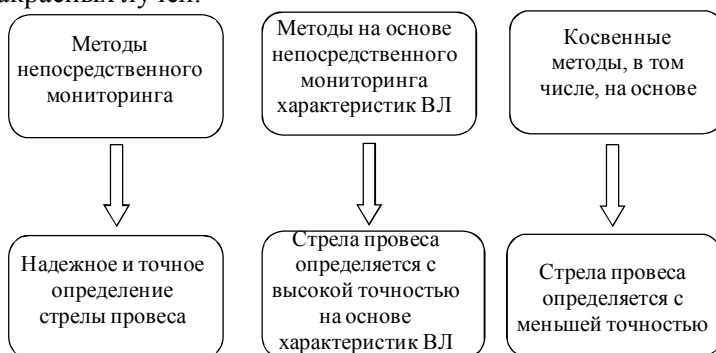 Методы
непосредственного
мониторинга
Методы на основе
непосредственного
мониторинга
характеристик ВЛ
Косвенные
методы, в том
числе, на основе
Надежное и точное
определение
стрелы провеса
Стрела провеса
определяется с
высокой точностью
на основе
характеристик ВЛ
Стрела провеса
определяется с
меньшей точностью